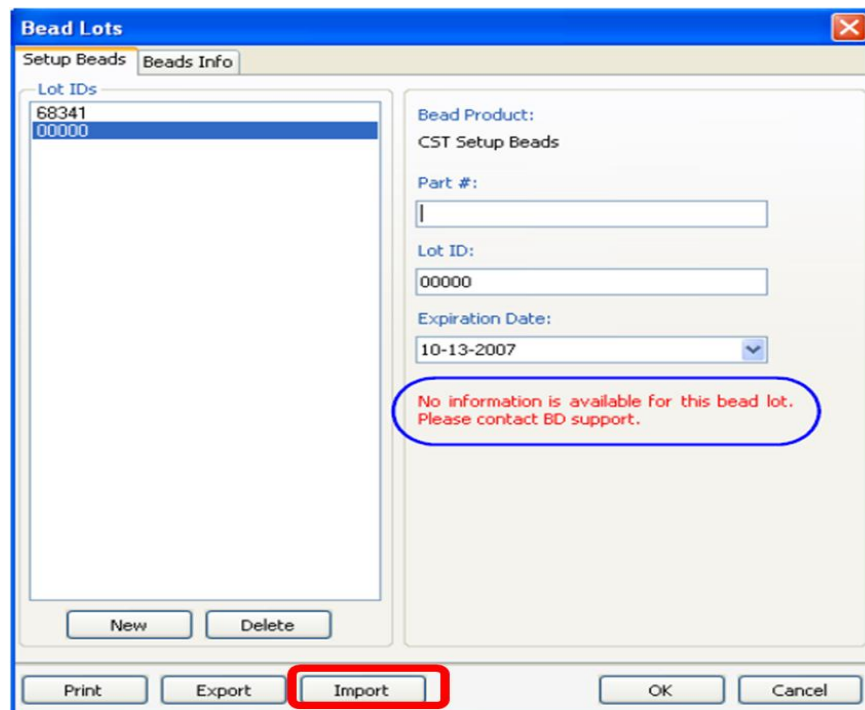 Bead Lots
Setup Beads
Beads Info
Lot IDs
68341
00000
Bead Product:
CST Setup Beads
Part #:
Lot ID:
00000
Expiration Date:
10-13-2007
No information is available for this bead lot.
Please contact BD support.
New
Delete
Print
Export
Import
OK
Cancel